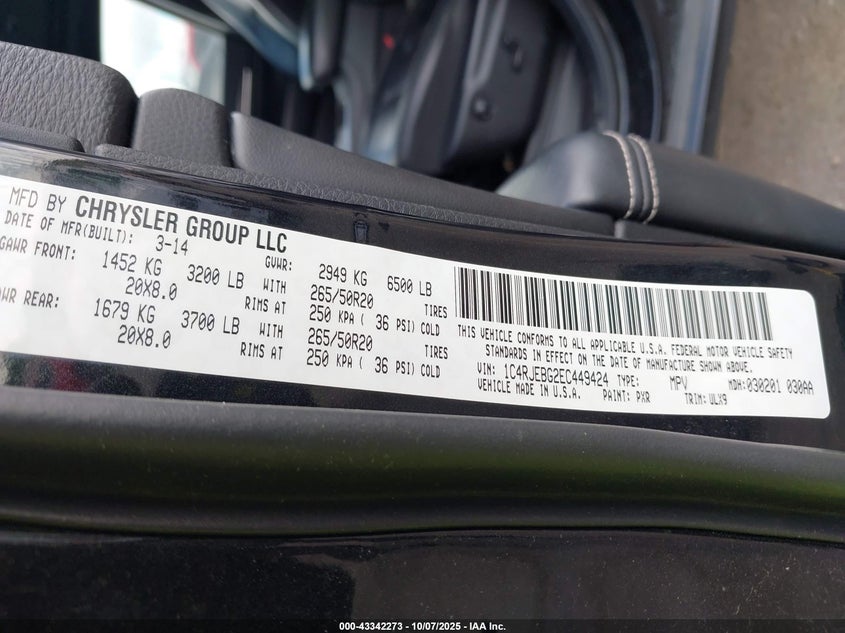 MFD BY CHRYSLER GROUP LLC
DATE OF MFR(BUILT): 3-14 GVWR: 2949 KG 6500 LB
GAWR FRONT: 1452 KG 3200 LB WITH 265/50R20 TIRES
20X8.0 RIMS AT 250 KPA ( 36 PSI) COLD
REAR: 1679 KG 3700 LB WITH 265/50R20 TIRES
20X8.0 RIMS AT 250 KPA ( 36 PSI) COLD
THIS VEHICLE CONFORMS TO ALL APPLICABLE U.S.A. FEDERAL MOTOR VEHICLE SAFETY
STANDARDS IN EFFECT ON THE DATE OF MANUFACTURE SHOWN ABOVE.
VIN: 1C4RJEBG2EC449424 TYPE: MPV MDH: 030201 030AA
VEHICLE MADE IN U.S.A. PAINT: PXR TRIM: ULX9
000-43342273 - 10/07/2025 - IAA Inc.